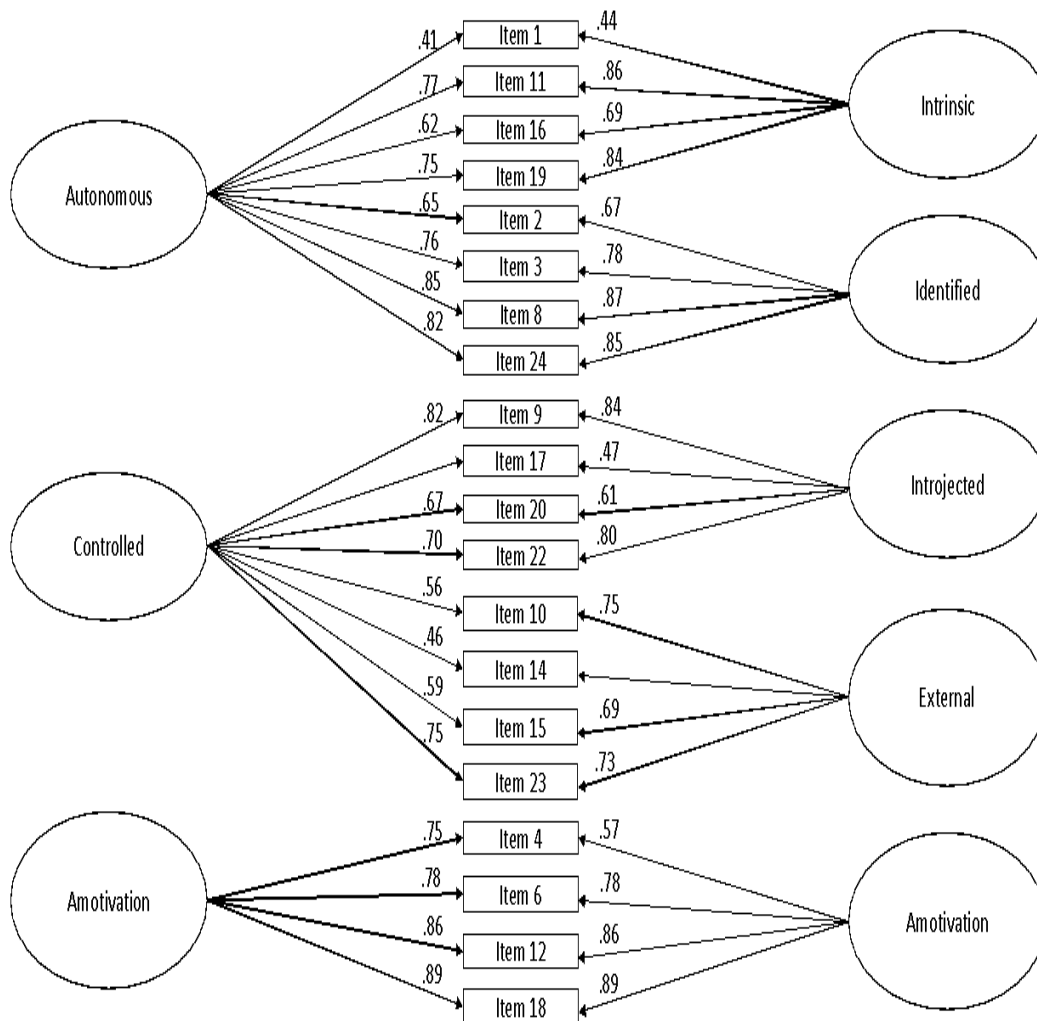 .41
Item 1
.44
.77
Item 11
.86
Intrinsic
.62
Item 16
.69
.75
Item 19
.84
Autonomous
.65
Item 2
.67
.76
Item 3
.78
Identified
.85
Item 8
.87
.82
Item 24
.85
.82
Item 9
.84
Item 17
.47
Introjected
.67
Item 20
.61
Controlled
.70
Item 22
.80
.56
Item 10
.75
.46
Item 14
External
.59
Item 15
.69
.75
Item 23
.73
.75
Item 4
.57
Amotivation
.78
Item 6
.78
Amotivation
.86
Item 12
.86
.89
Item 18
.89